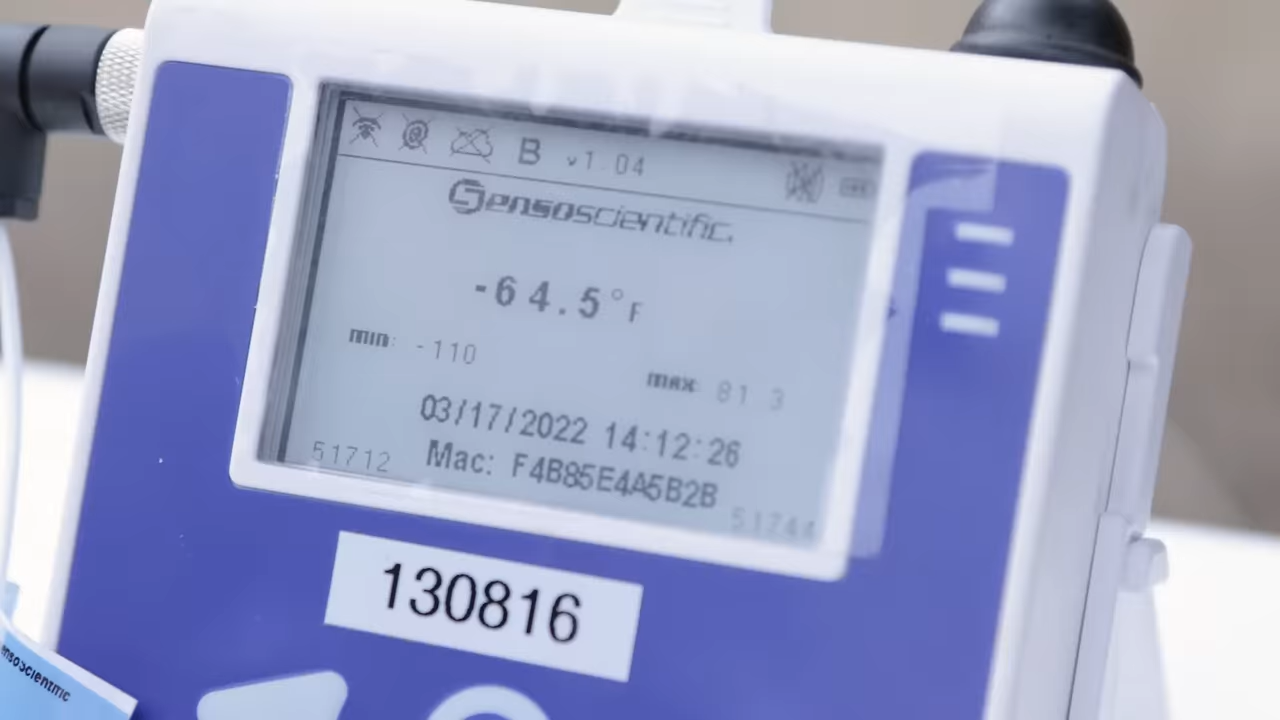 B v1.04
Sensoscientific.
-64.5°F
min: -110
max: 81.3
03/17/2022 14:12:26
51712
Mac: F4B85E4A5B2B
51244
130816
ensoscientific